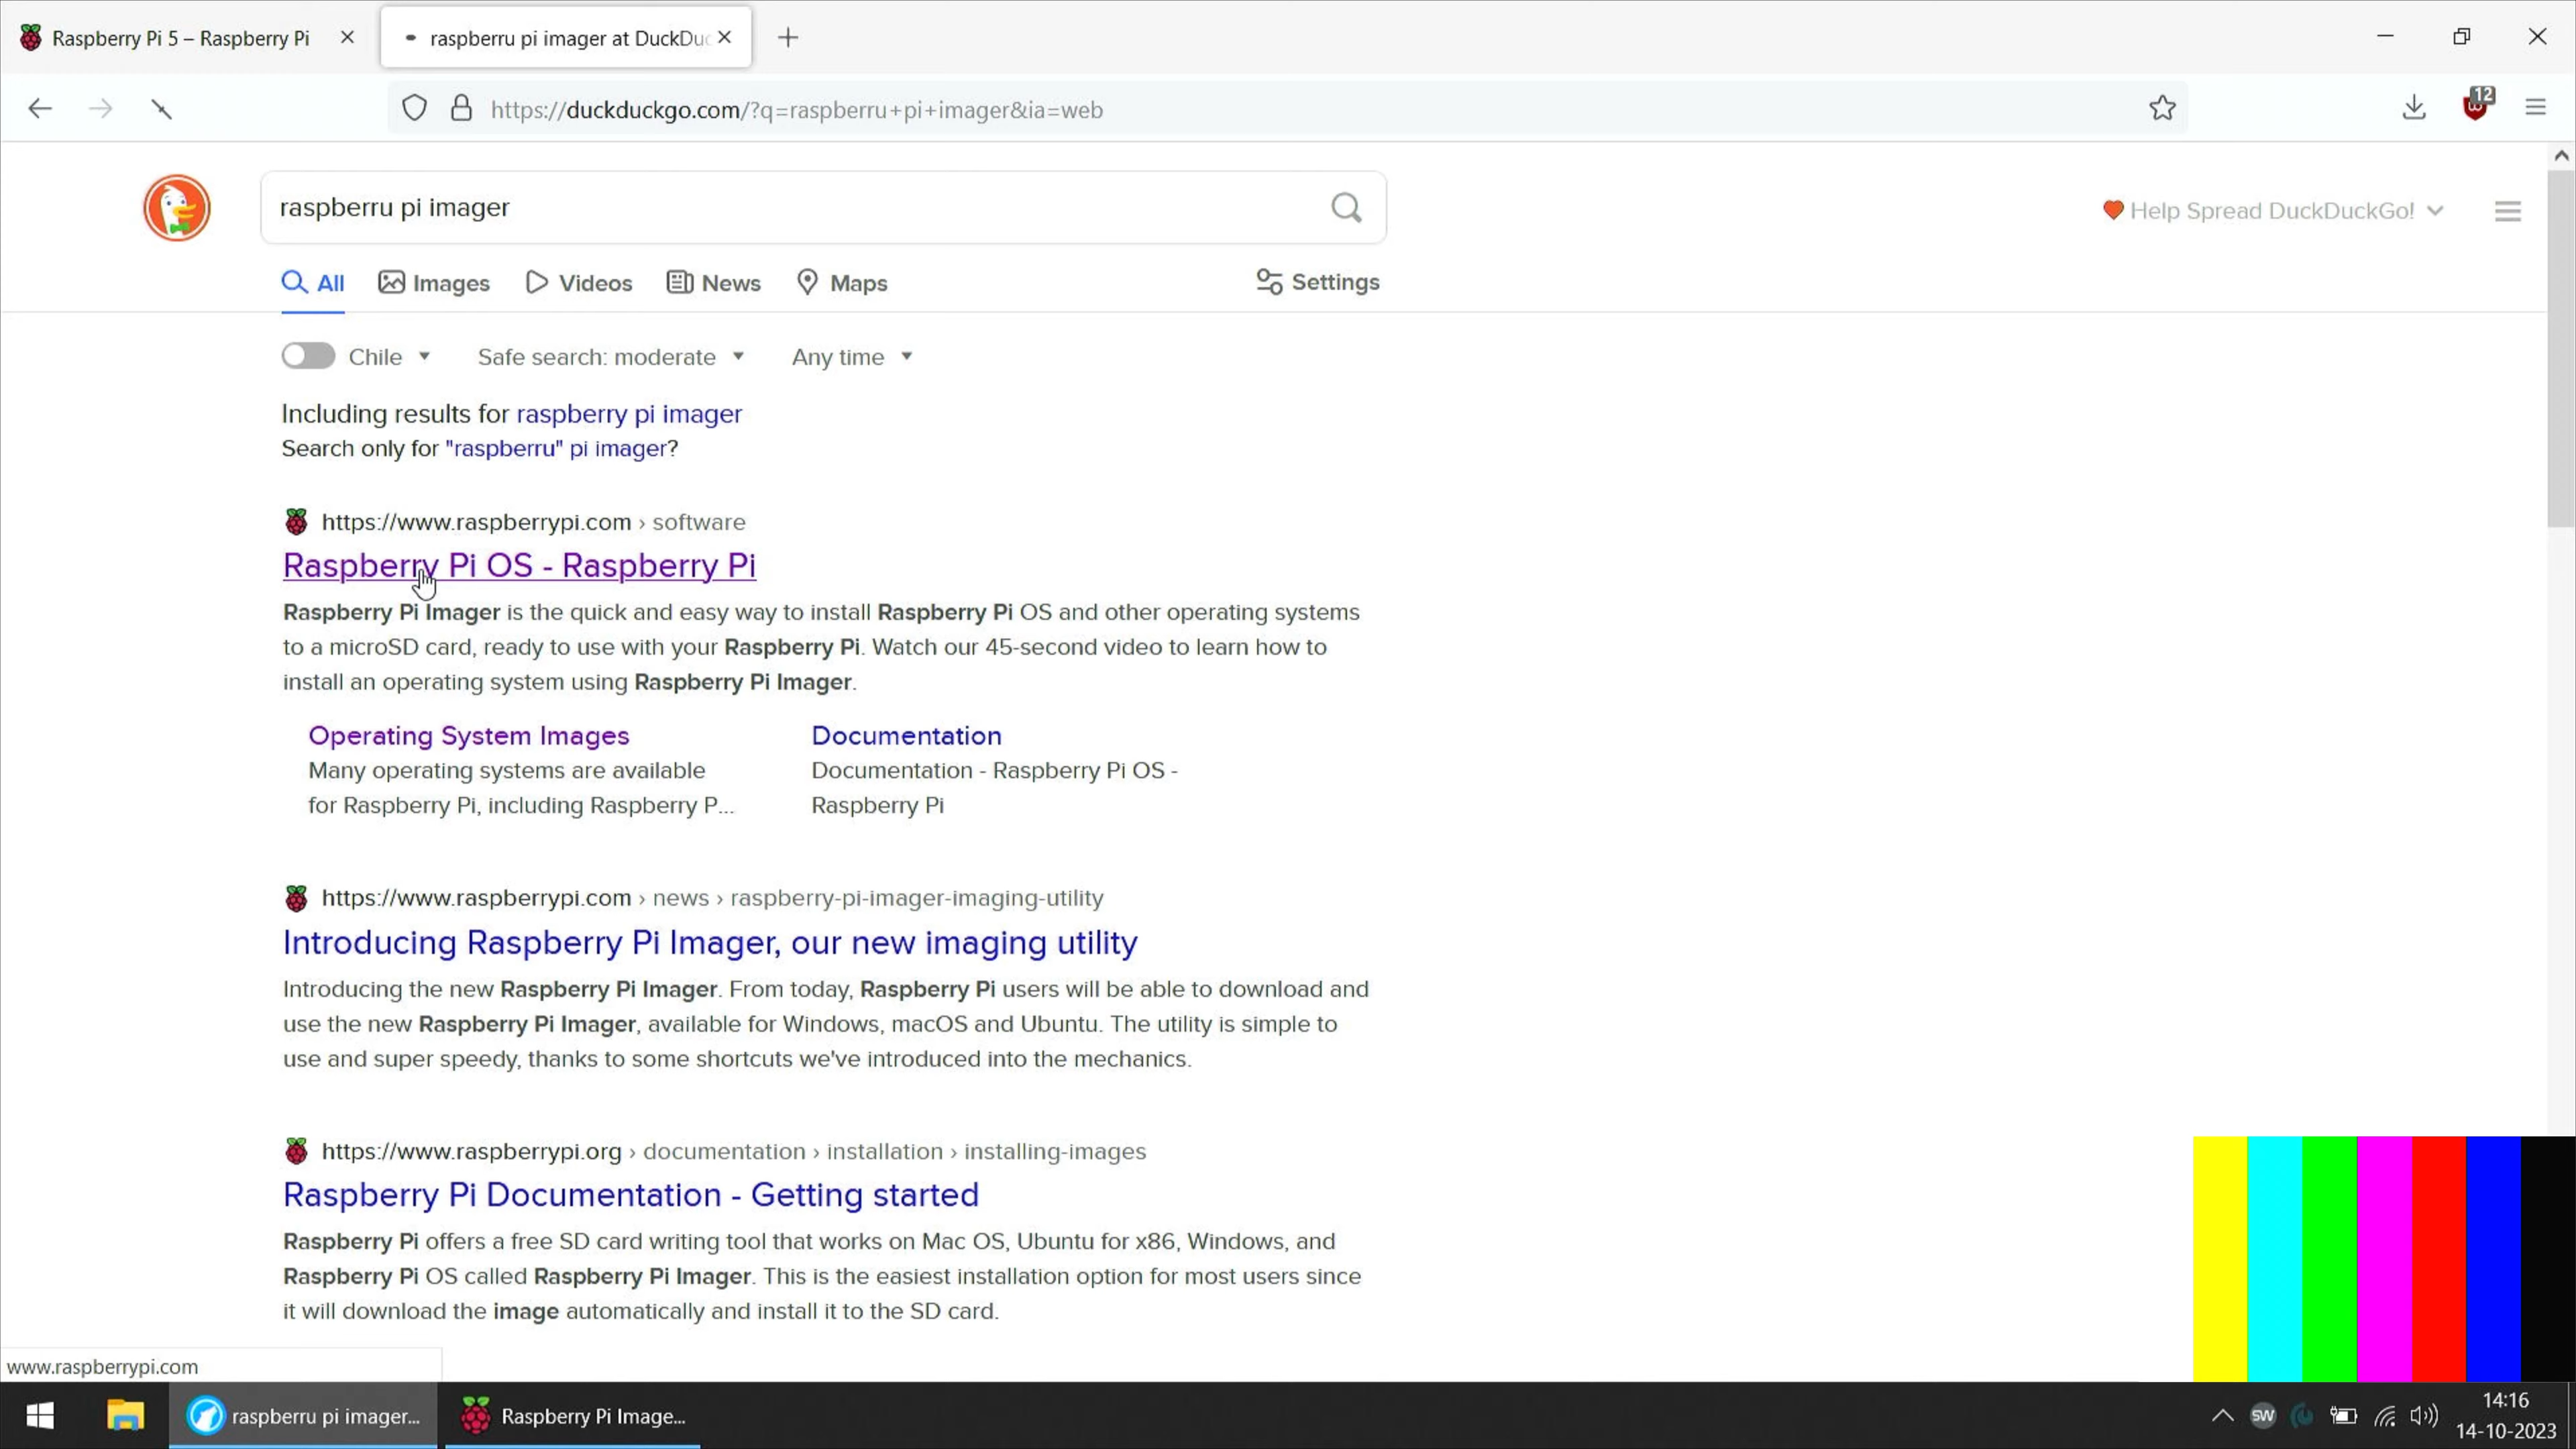 Raspberry Pi 5 – Raspberry Pi
raspberru pi imager at DuckDuc
https://duckduckgo.com/?q=raspberru+pi+imager&ia=web
12
raspberru pi imager
Help Spread DuckDuckGo!
All Images Videos News Maps Settings
Chile Safe search: moderate Any time
Including results for raspberry pi imager
Search only for "raspberru" pi imager?
https://www.raspberrypi.com › software
Raspberry Pi OS - Raspberry Pi
Raspberry Pi Imager is the quick and easy way to install Raspberry Pi OS and other operating systems
to a microSD card, ready to use with your Raspberry Pi. Watch our 45-second video to learn how to
install an operating system using Raspberry Pi Imager.
Operating System Images
Many operating systems are available
for Raspberry Pi, including Raspberry P...
Documentation
Documentation - Raspberry Pi OS -
Raspberry Pi
https://www.raspberrypi.com › news › raspberry-pi-imager-imaging-utility
Introducing Raspberry Pi Imager, our new imaging utility
Introducing the new Raspberry Pi Imager. From today, Raspberry Pi users will be able to download and
use the new Raspberry Pi Imager, available for Windows, macOS and Ubuntu. The utility is simple to
use and super speedy, thanks to some shortcuts we've introduced into the mechanics.
https://www.raspberrypi.org › documentation › installation › installing-images
Raspberry Pi Documentation - Getting started
Raspberry Pi offers a free SD card writing tool that works on Mac OS, Ubuntu for x86, Windows, and
Raspberry Pi OS called Raspberry Pi Imager. This is the easiest installation option for most users since
it will download the image automatically and install it to the SD card.
www.raspberrypi.com
raspberru pi imager...
Raspberry Pi Image...
SW
14:16
14-10-2023